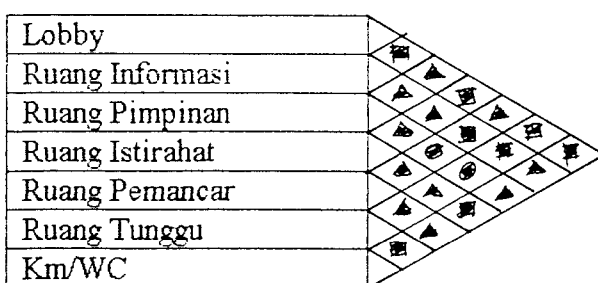 Lobby
Ruang Informasi
Ruang Pimpinan
Ruang Istirahat
Ruang Pemancar
Ruang Tunggu
Km/WC